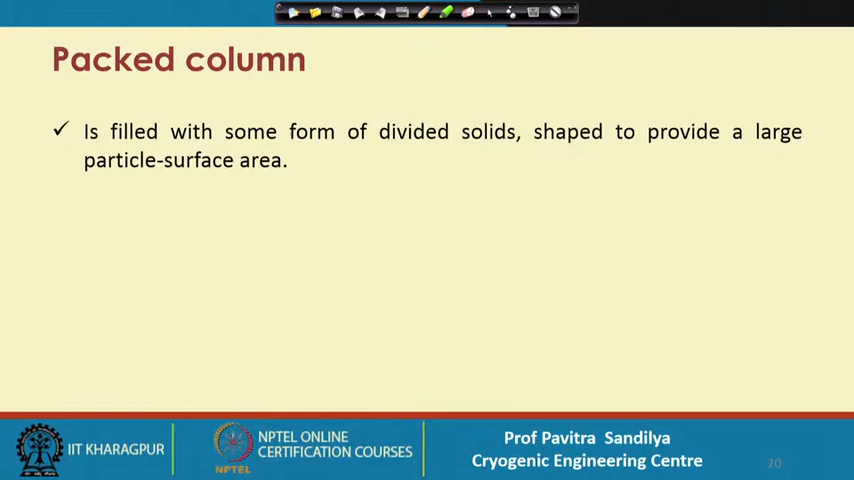 Packed column
✓ Is filled with some form of divided solids, shaped to provide a large
particle-surface area.
IIT KHARAGPUR
NPTEL
NPTEL ONLINE
CERTIFICATION COURSES
Prof Pavitra Sandilya
Cryogenic Engineering Centre
20